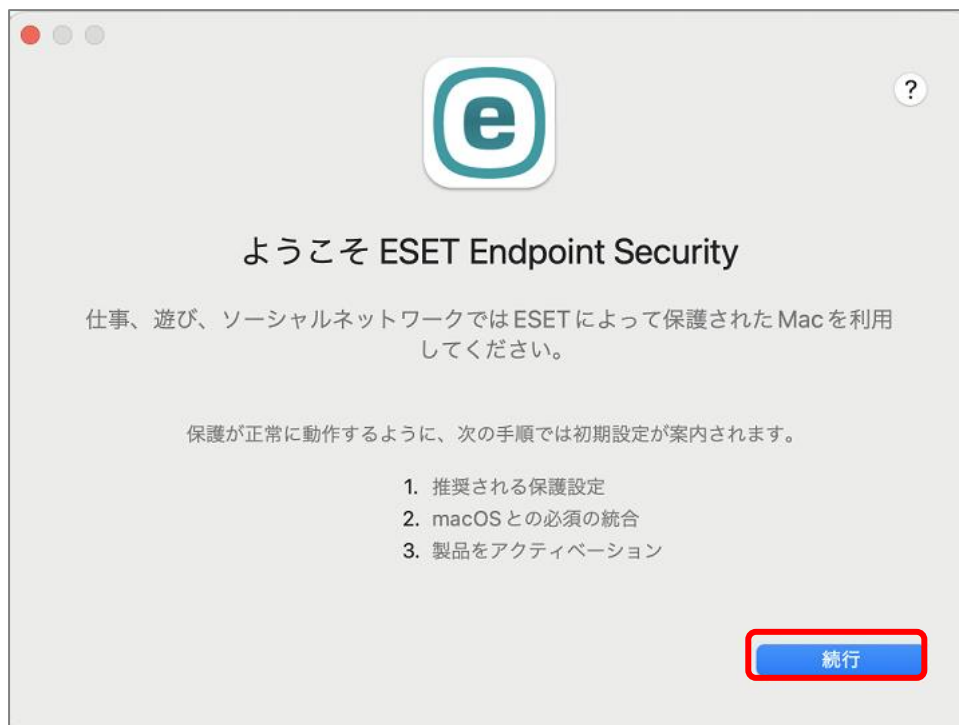 ?
e
ようこそ ESET Endpoint Security
仕事、遊び、ソーシャルネットワークではESETによって保護されたMacを利用
してください。
保護が正常に動作するように、次の手順では初期設定が案内されます。
1. 推奨される保護設定
2. macOSとの必須の統合
3. 製品をアクティベーション
続行